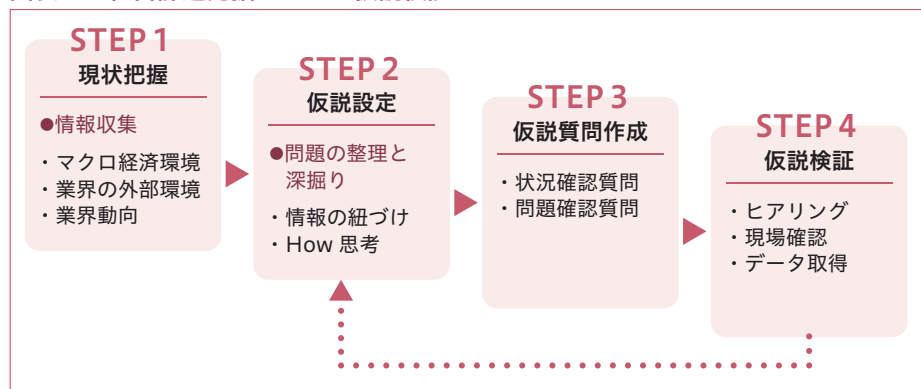 STEP 1
現状把握
●情報収集
・マクロ経済環境
・業界の外部環境
・業界動向
STEP 2
仮説設定
●問題の整理と
深掘り
・情報の紐づけ
・How 思考
STEP 3
仮説質問作成
・状況確認質問
・問題確認質問
STEP 4
仮説検証
・ヒアリング
・現場確認
・データ取得